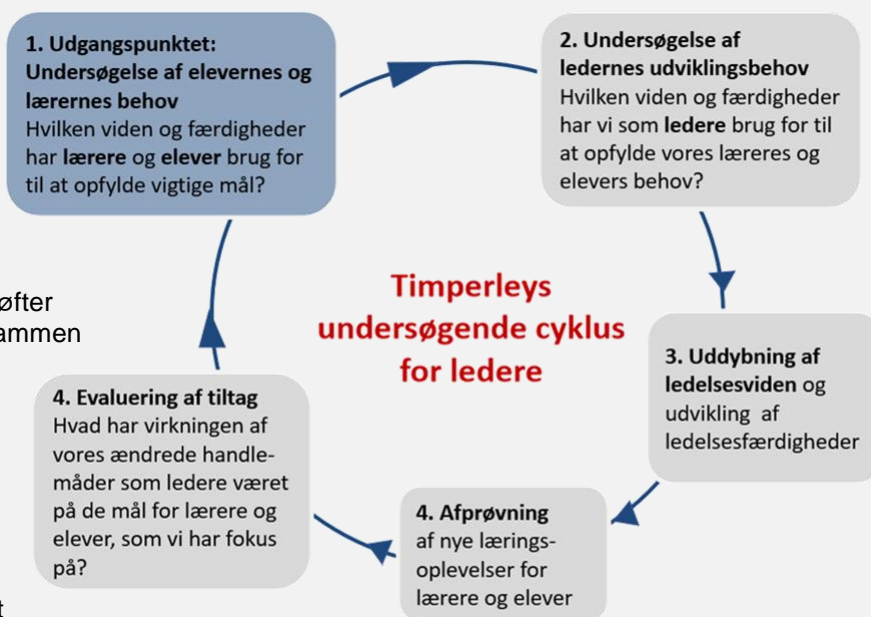 1. Udgangspunktet:
Undersøgelse af elevernes og
lærernes behov
Hvilken viden og færdigheder
har lærere og elever brug for
til at opfylde vigtige mål?
2. Undersøgelse af
ledernes udviklingsbehov
Hvilken viden og færdigheder
har vi som ledere brug for til
at opfylde vores læreres og
elevers behov?
Timperleys
undersøgende cyklus
for ledere
3. Uddybning af
ledelsesviden og
udvikling af
ledelsesfærdigheder
4. Afprøvning
af nye lærings-
oplevelser for
lærere og elever
4. Evaluering af tiltag
Hvad har virkningen af
vores ændrede handle-
måder som ledere været
på de mål for lærere og
elever, som vi har fokus
på?